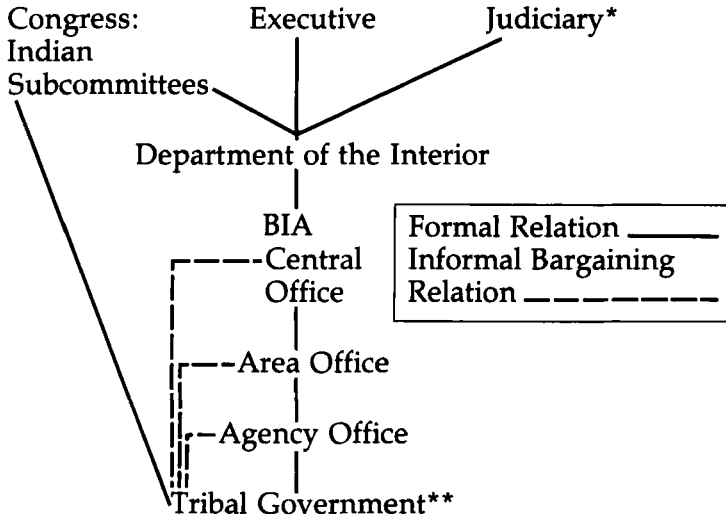 Congress:
Indian
Subcommittees
Executive
Judiciary*
Department of the Interior
BIA
Central
Office
Formal Relation
Informal Bargaining
Relation
Area Office
Agency Office
Tribal Government**